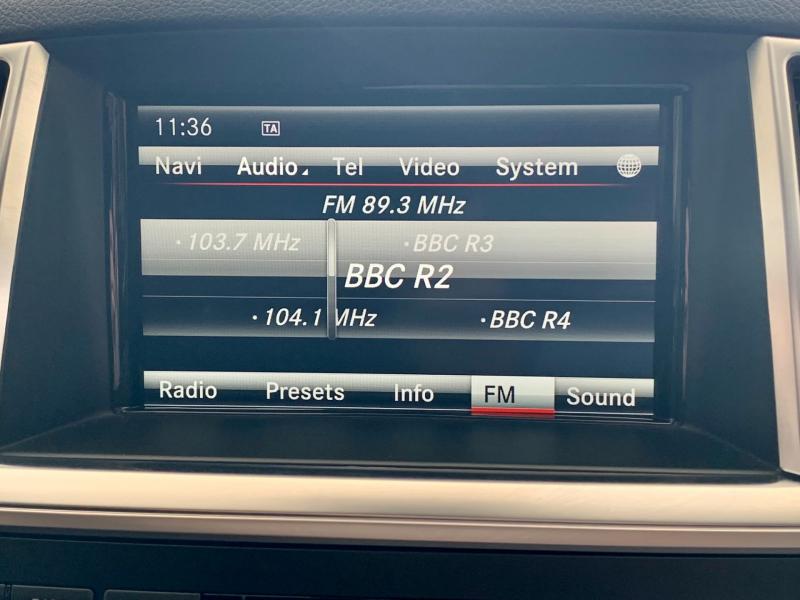 11:36 TA
Navi Audio Tel Video System
FM 89.3 MHz
·103.7 MHz ·BBC R3
BBC R2
·104.1 MHz ·BBC R4
Radio Presets Info FM Sound